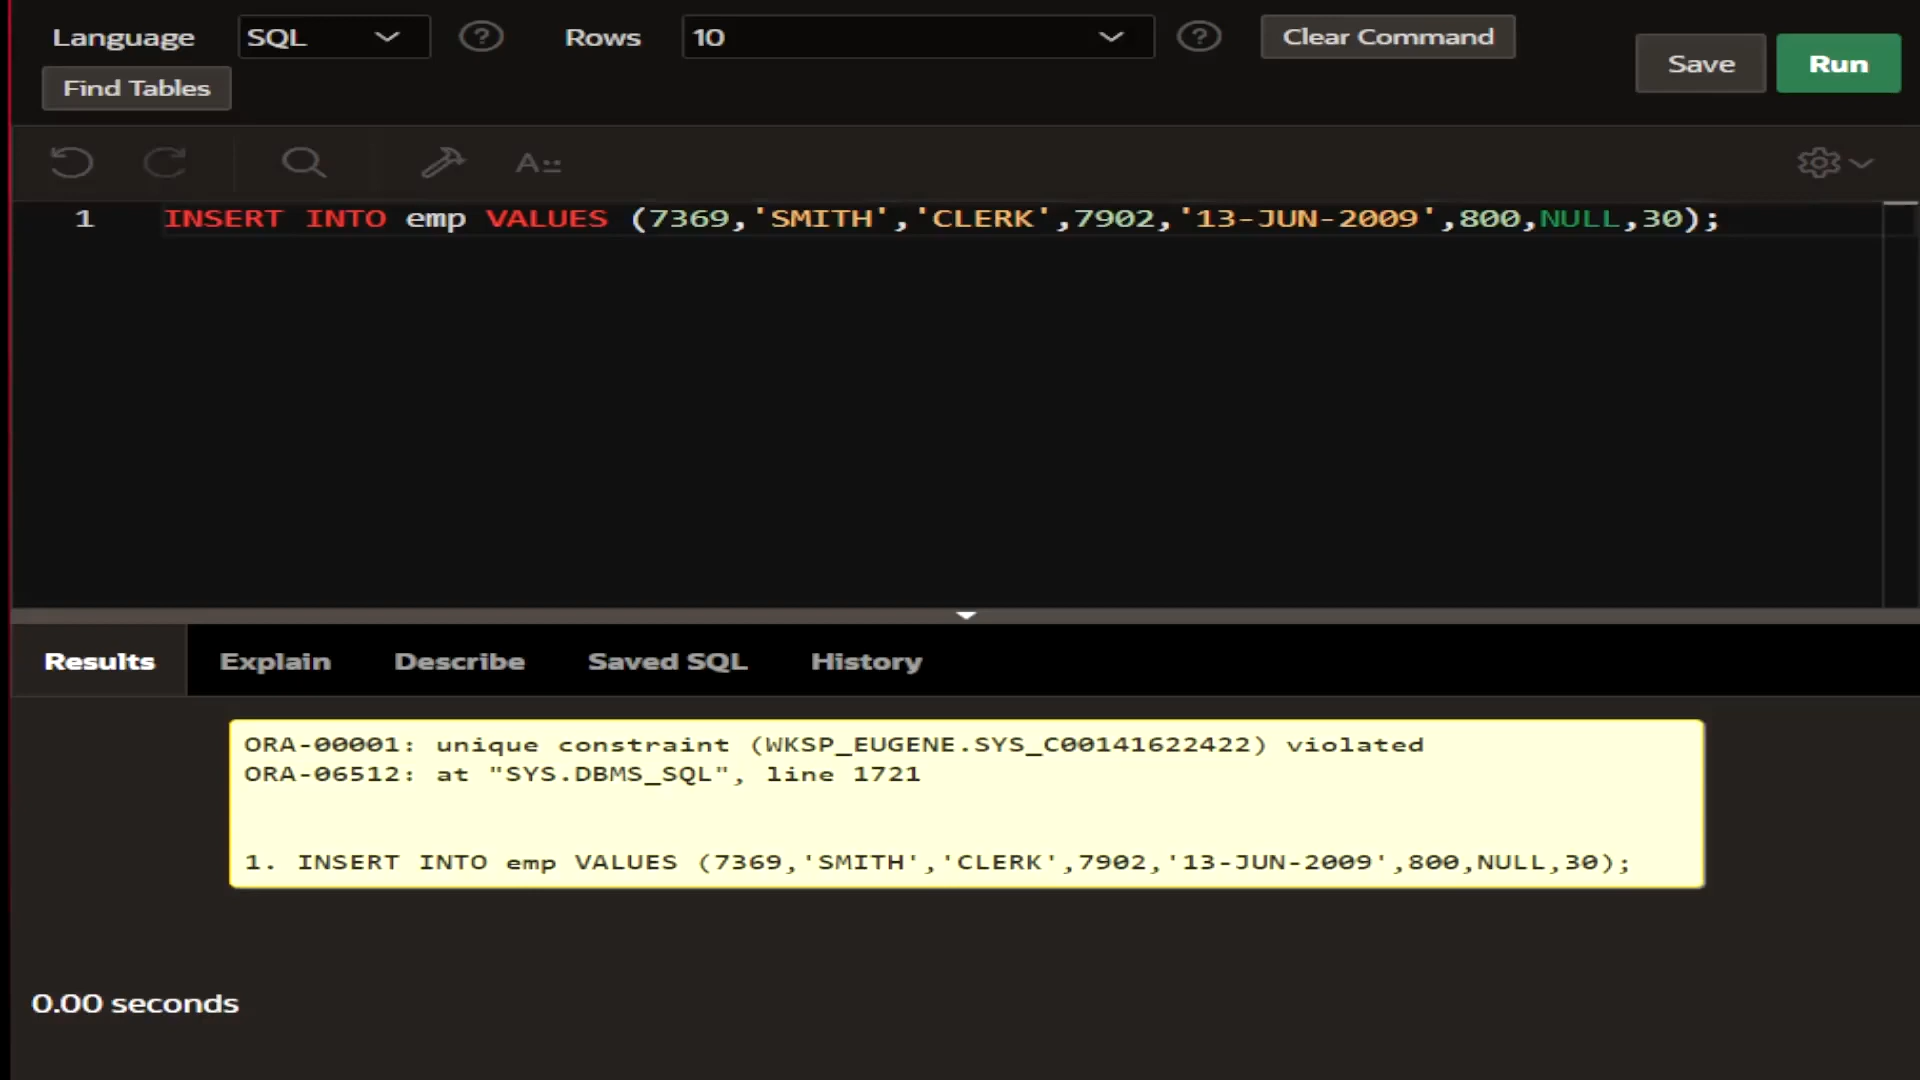 Language SQL Rows 10 Clear Command
Save Run
Find Tables
A
1 INSERT INTO emp VALUES (7369,'SMITH','CLERK',7902,'13-JUN-2009',800,NULL,30);
Results Explain Describe Saved SQL History
ORA-00001: unique constraint (WKSP_EUGENE.SYS_C00141622422) violated
ORA-06512: at "SYS.DBMS_SQL", line 1721
1. INSERT INTO emp VALUES (7369,'SMITH','CLERK',7902,'13-JUN-2009',800,NULL,30);
0.00 seconds